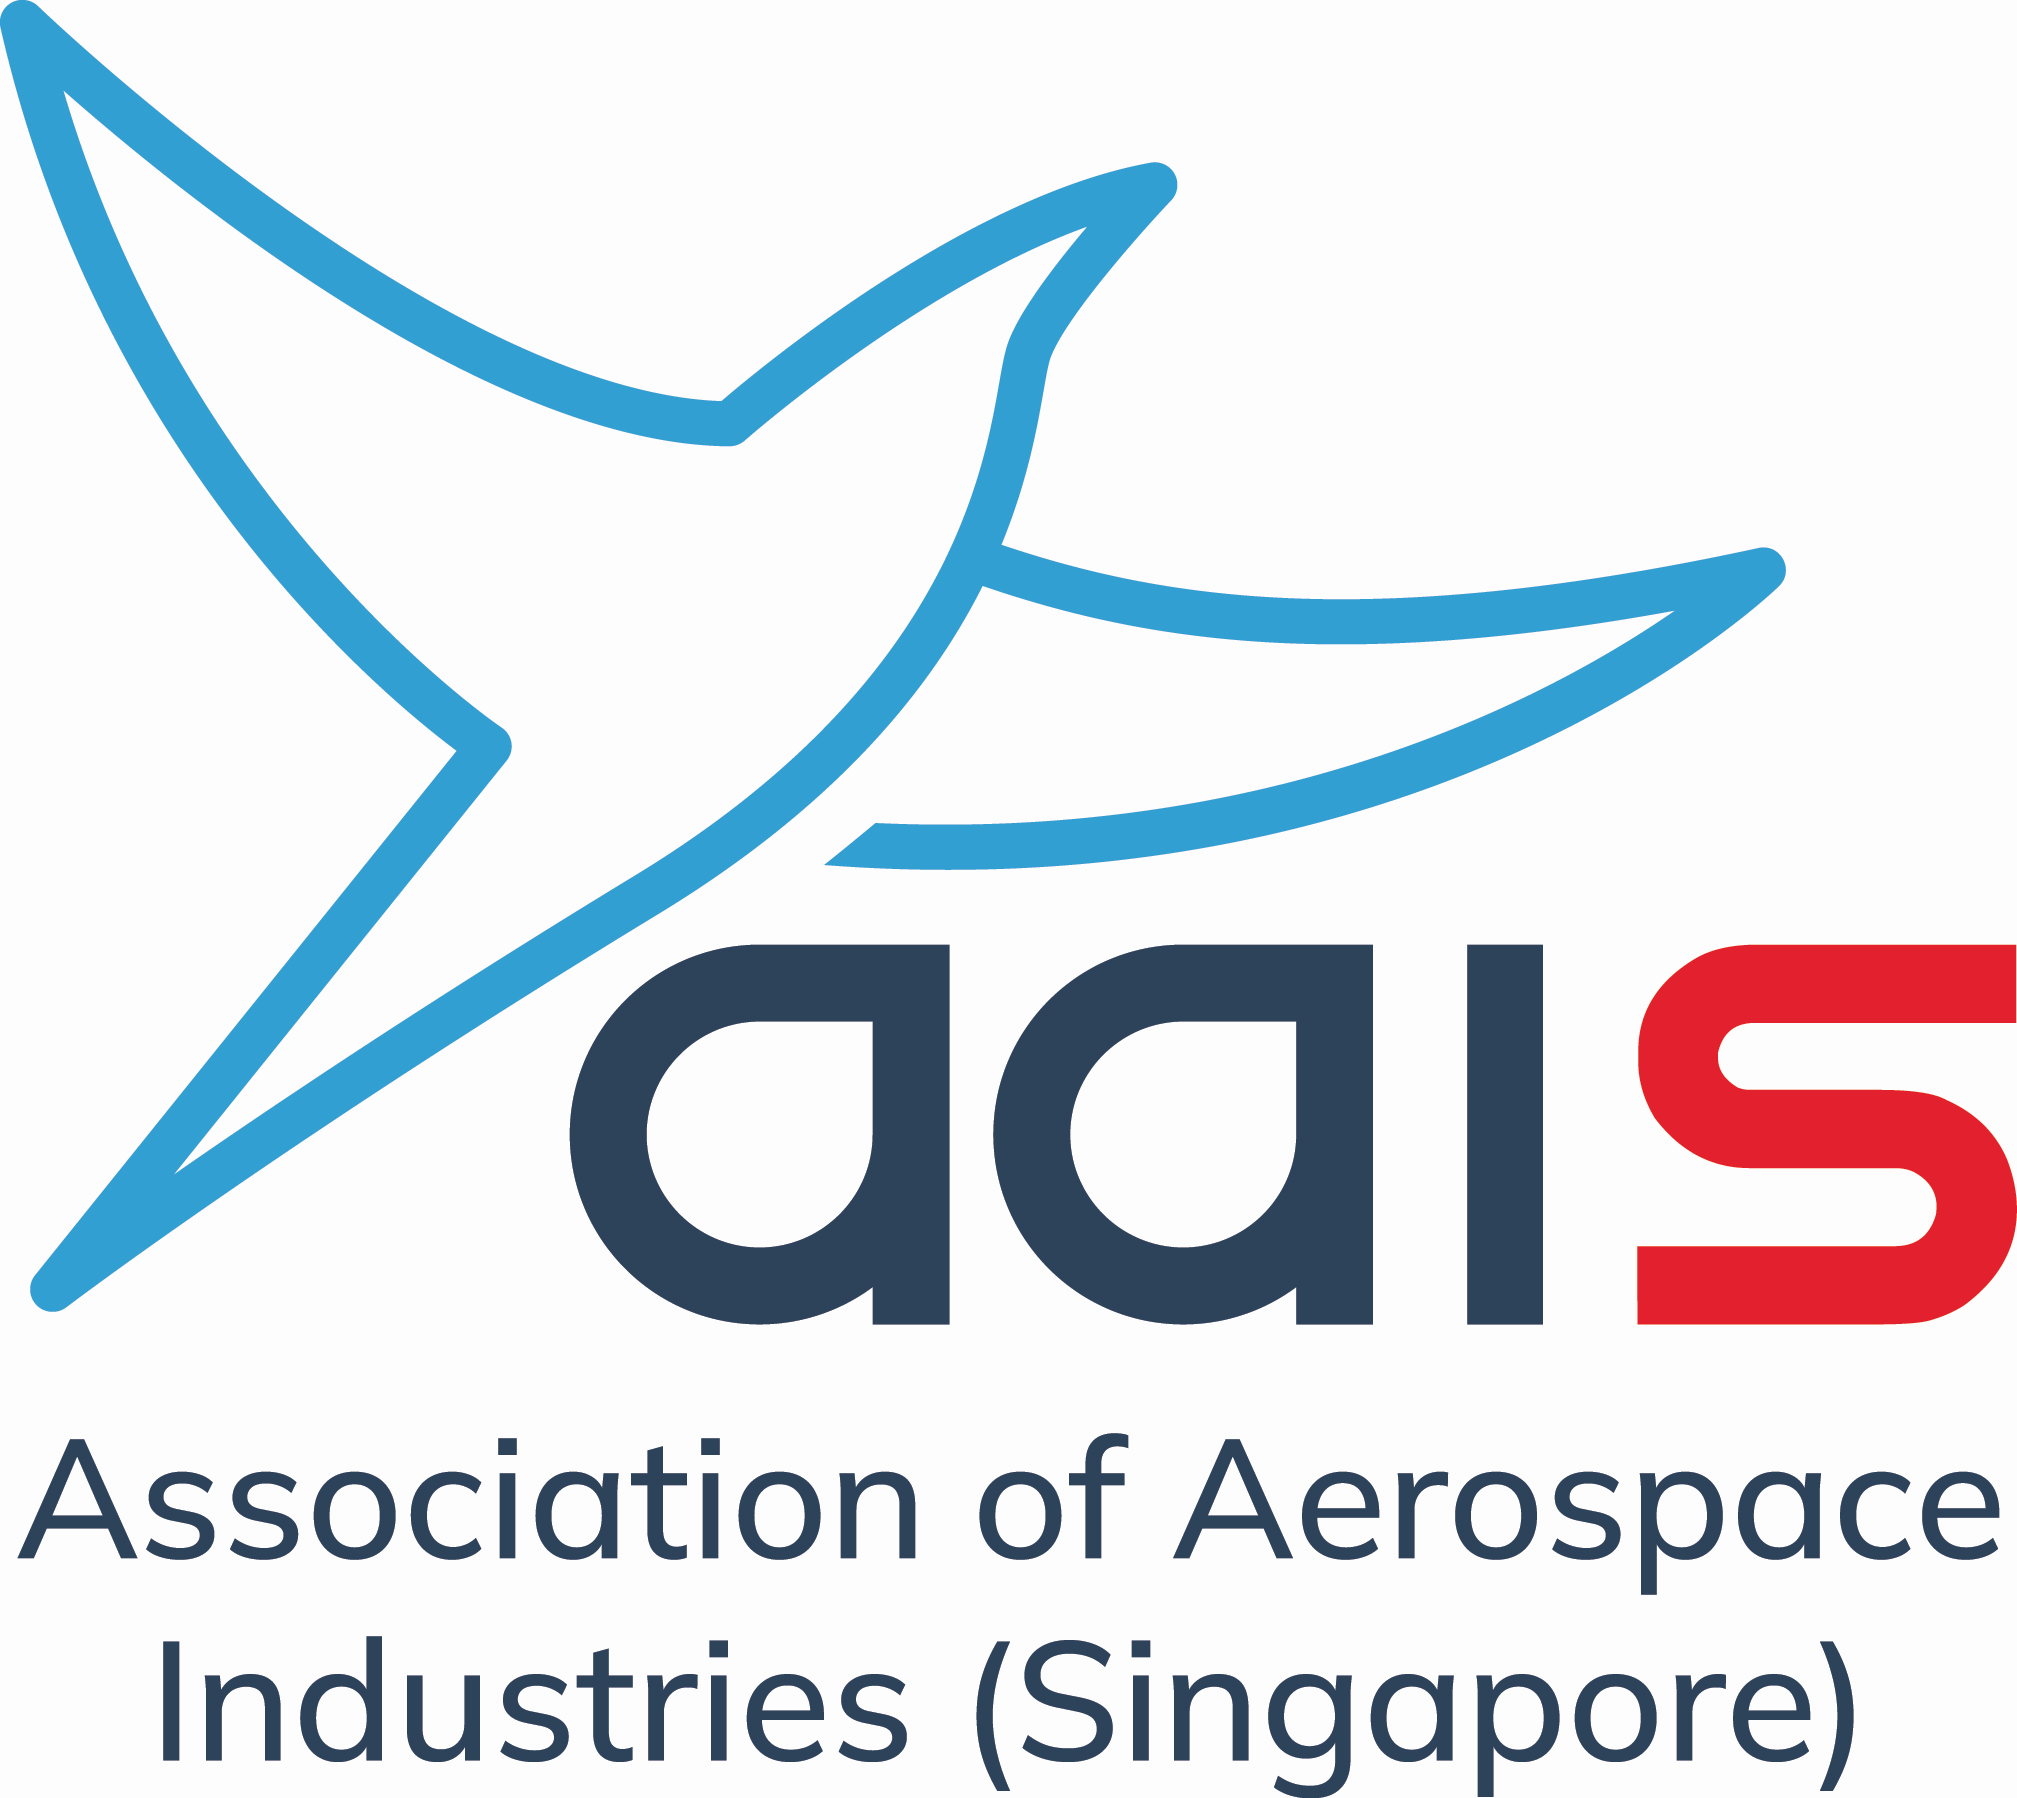 aais
Association of Aerospace
Industries (Singapore)